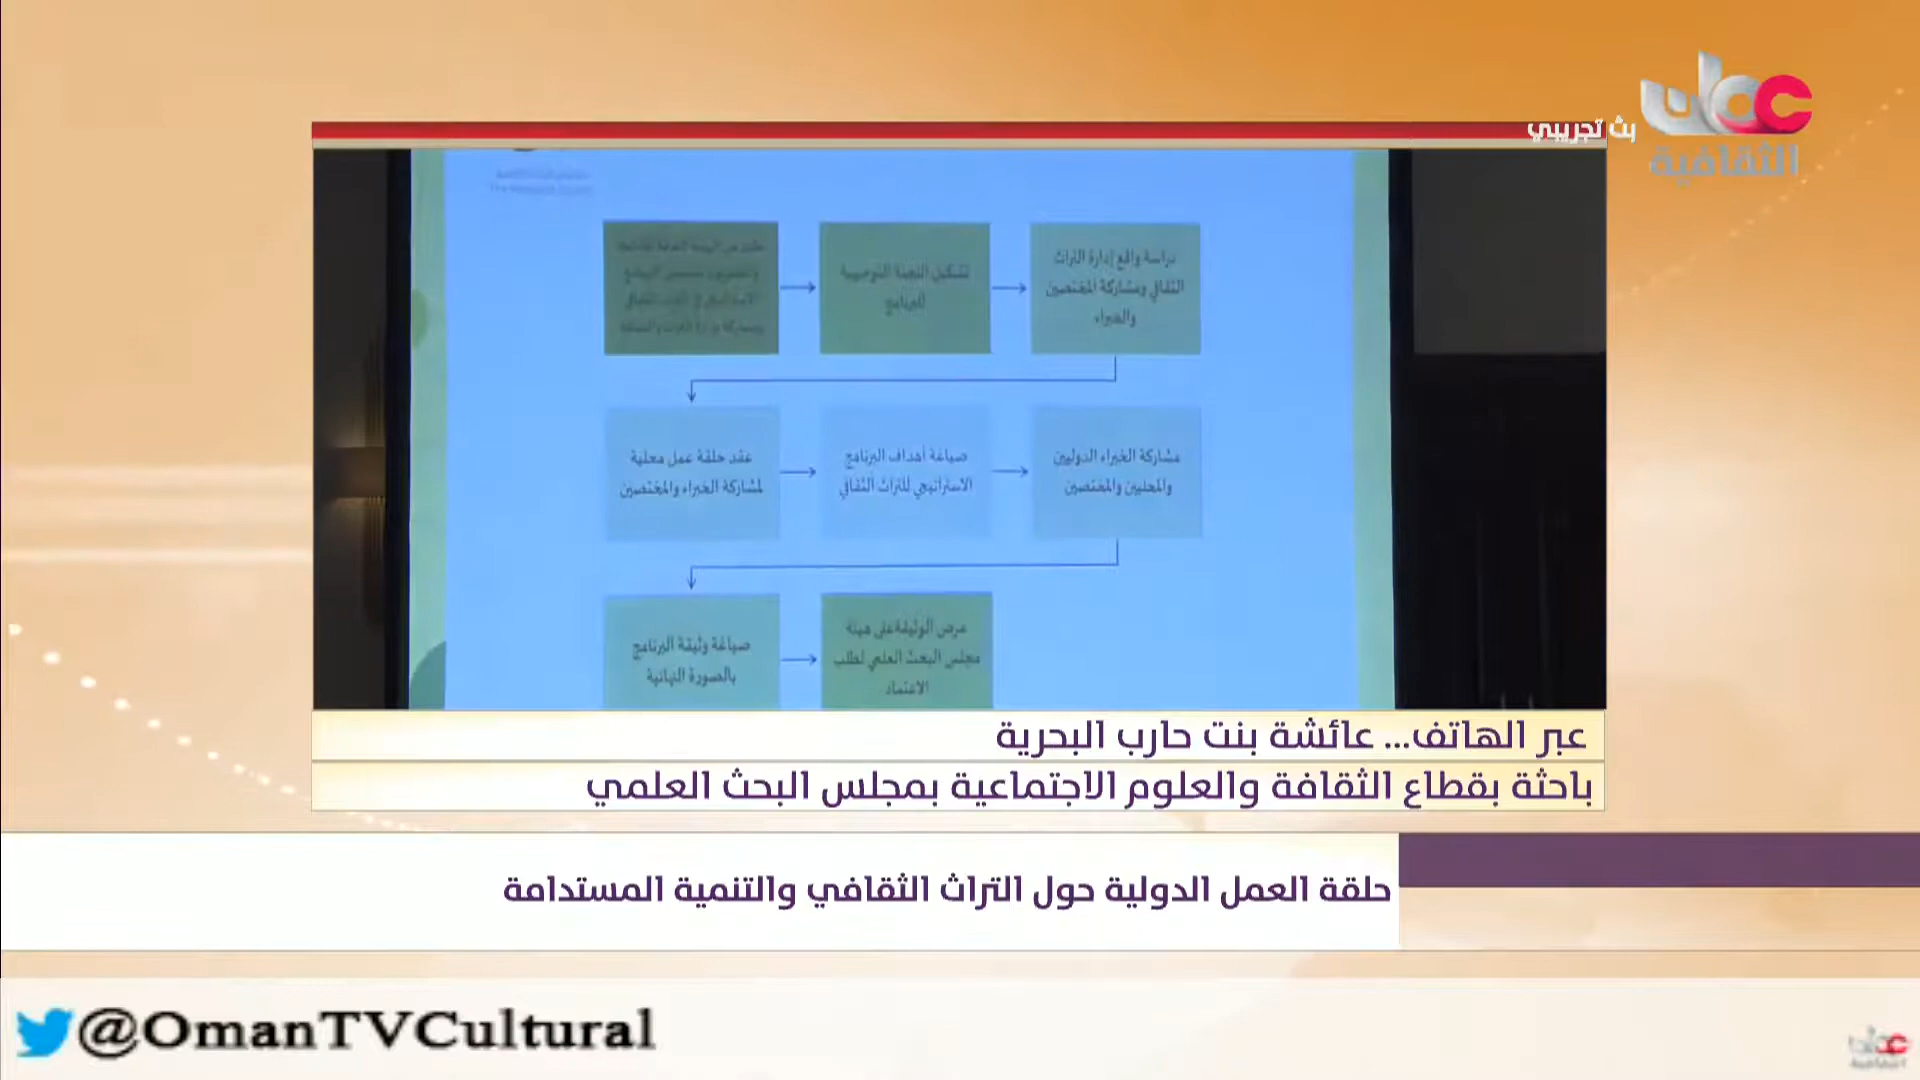 عمان
الثقافية
بث تجريبي
تشكيل اللجنة التوجيهية
للبرنامج
دراسة واقع إدارة التراث
الثقافي ومشاركة المختصين
والخبراء
عقد حلقة عمل محلية
لمشاركة الخبراء والمختصين
صياغة أهداف البرنامج
الاستراتيجي للتراث الثقافي
مشاركة الخبراء الدوليين
والمحليين والمختصين
صياغة وثيقة البرنامج
بالصورة النهائية
عرض الوثيقة على هيئة
مجلس البحث العلمي لطلب
الاعتماد
عبر الهاتف... عائشة بنت حارب البحرية
باحثة بقطاع الثقافة والعلوم الاجتماعية بمجلس البحث العلمي
حلقة العمل الدولية حول التراث الثقافي والتنمية المستدامة
@OmanTVCultural